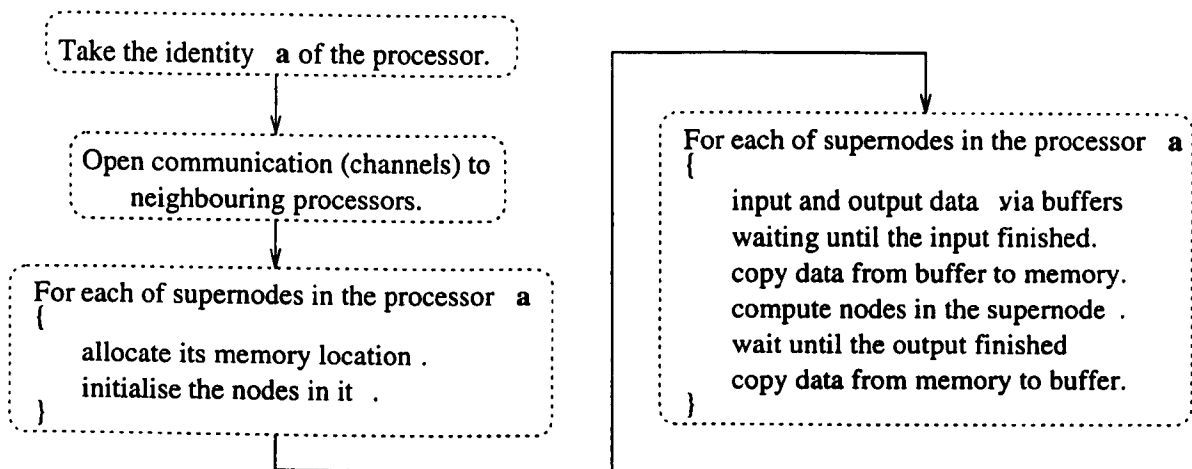 Take the identity a of the processor.
Open communication (channels) to
neighbouring processors.
For each of supernodes in the processor a
{
allocate its memory location .
initialise the nodes in it .
}
For each of supernodes in the processor a
{
input and output data via buffers
waiting until the input finished.
copy data from buffer to memory.
compute nodes in the supernode .
wait until the output finished
copy data from memory to buffer.
}